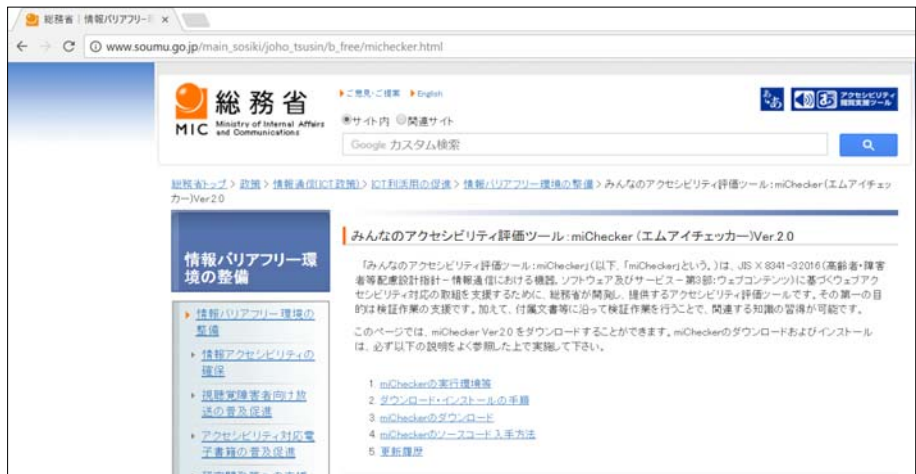 総務省 | 情報バリアフリー
www.soumu.go.jp/main_sosiki/joho_tsusin/b_free/michecker.html
総務省
MIC Ministry of Internal Affairs and Communications
ご意見・ご提案 English
サイト内 関連サイト
Google カスタム検索
あ あ アクセシビリティ
閲覧支援ツール
総務省トップ > 政策 > 情報通信(ICT政策) > ICT利活用の促進 > 情報バリアフリー環境の整備 > みんなのアクセシビリティ評価ツール:miChecker(エムアイチェッ
カー)Ver.2.0
情報バリアフリー環
境の整備
情報バリアフリー環境の
整備
情報アクセシビリティの
確保
視聴覚障害者向け放
送の普及促進
アクセシビリティ対応電
子書籍の普及促進
みんなのアクセシビリティ評価ツール:miChecker (エムアイチェッカー)Ver.2.0
「みんなのアクセシビリティ評価ツール:miChecker」(以下、「miChecker」という。)は、JIS X 8341-3:2016(高齢者・障害
者等配慮設計指針-情報通信における機器、ソフトウェア及びサービス-第3部:ウェブコンテンツ)に基づくウェブアク
セシビリティ対応の取組を支援するために、総務省が開発し、提供するアクセシビリティ評価ツールです。その第一の目
的は検証作業の支援です。加えて、付属文書等に沿って検証作業を行うことで、関連する知識の習得が可能です。
このページでは、miChecker Ver.2.0 をダウンロードすることができます。miCheckerのダウンロードおよびインストール
は、必ず以下の説明をよく参照した上で実施して下さい。
1. miCheckerの実行環境等
2. ダウンロード・インストールの手順
3. miCheckerのダウンロード
4. miCheckerのソースコード入手方法
5. 更新履歴